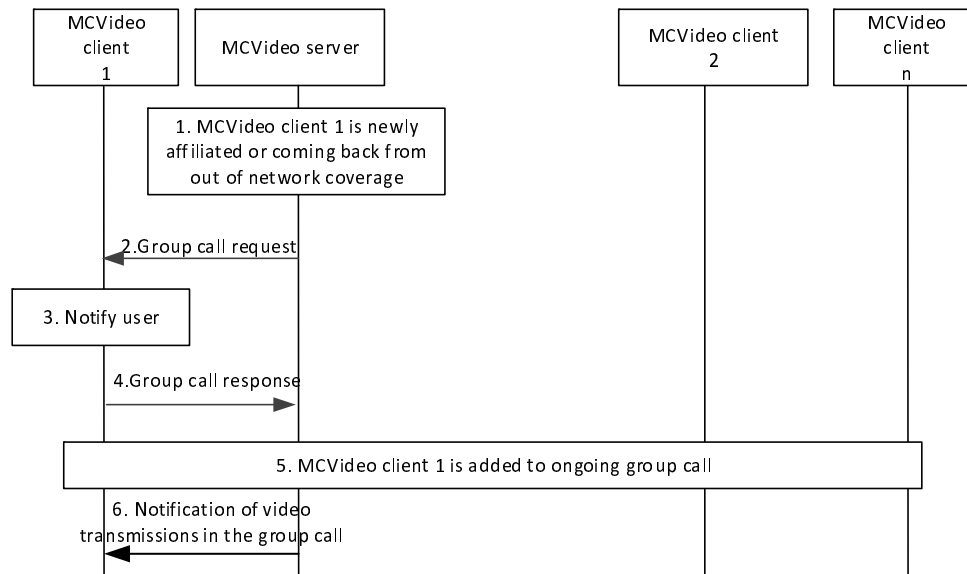 MCVideo
client
1
MCVideo server
MCVideo client
2
MCVideo
client
n
1. MCVideo client 1 is newly
affiliated or coming back from
out of network coverage
2.Group call request
3. Notify user
4.Group call response
5. MCVideo client 1 is added to ongoing group call
6. Notification of video
transmissions in the group call